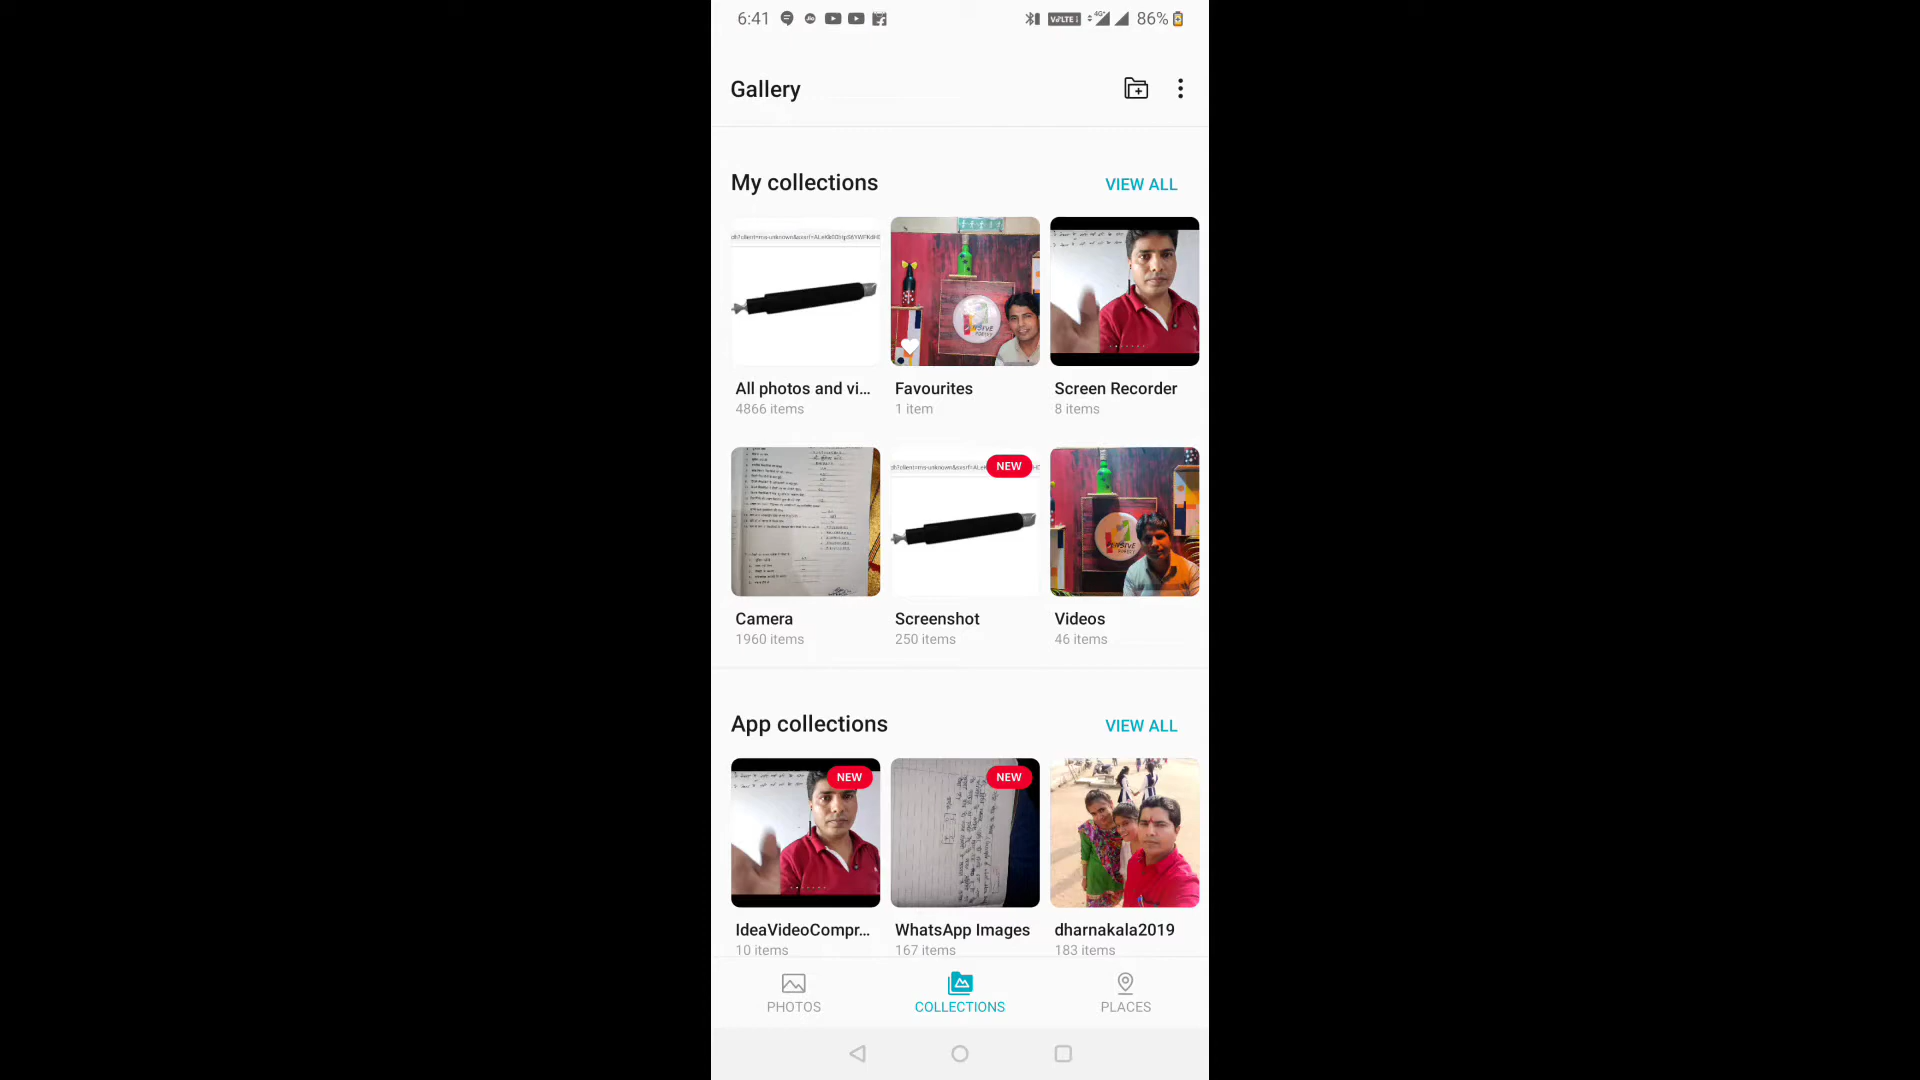 6:41
VoLTE 4G+ 86%
Gallery
My collections
VIEW ALL
All photos and vi...
4866 items
Favourites
1 item
Screen Recorder
8 items
NEW
Camera
1960 items
Screenshot
250 items
Videos
46 items
App collections
VIEW ALL
NEW
NEW
IdeaVideoCompr...
10 items
WhatsApp Images
167 items
dharnakala2019
183 items
PHOTOS
COLLECTIONS
PLACES